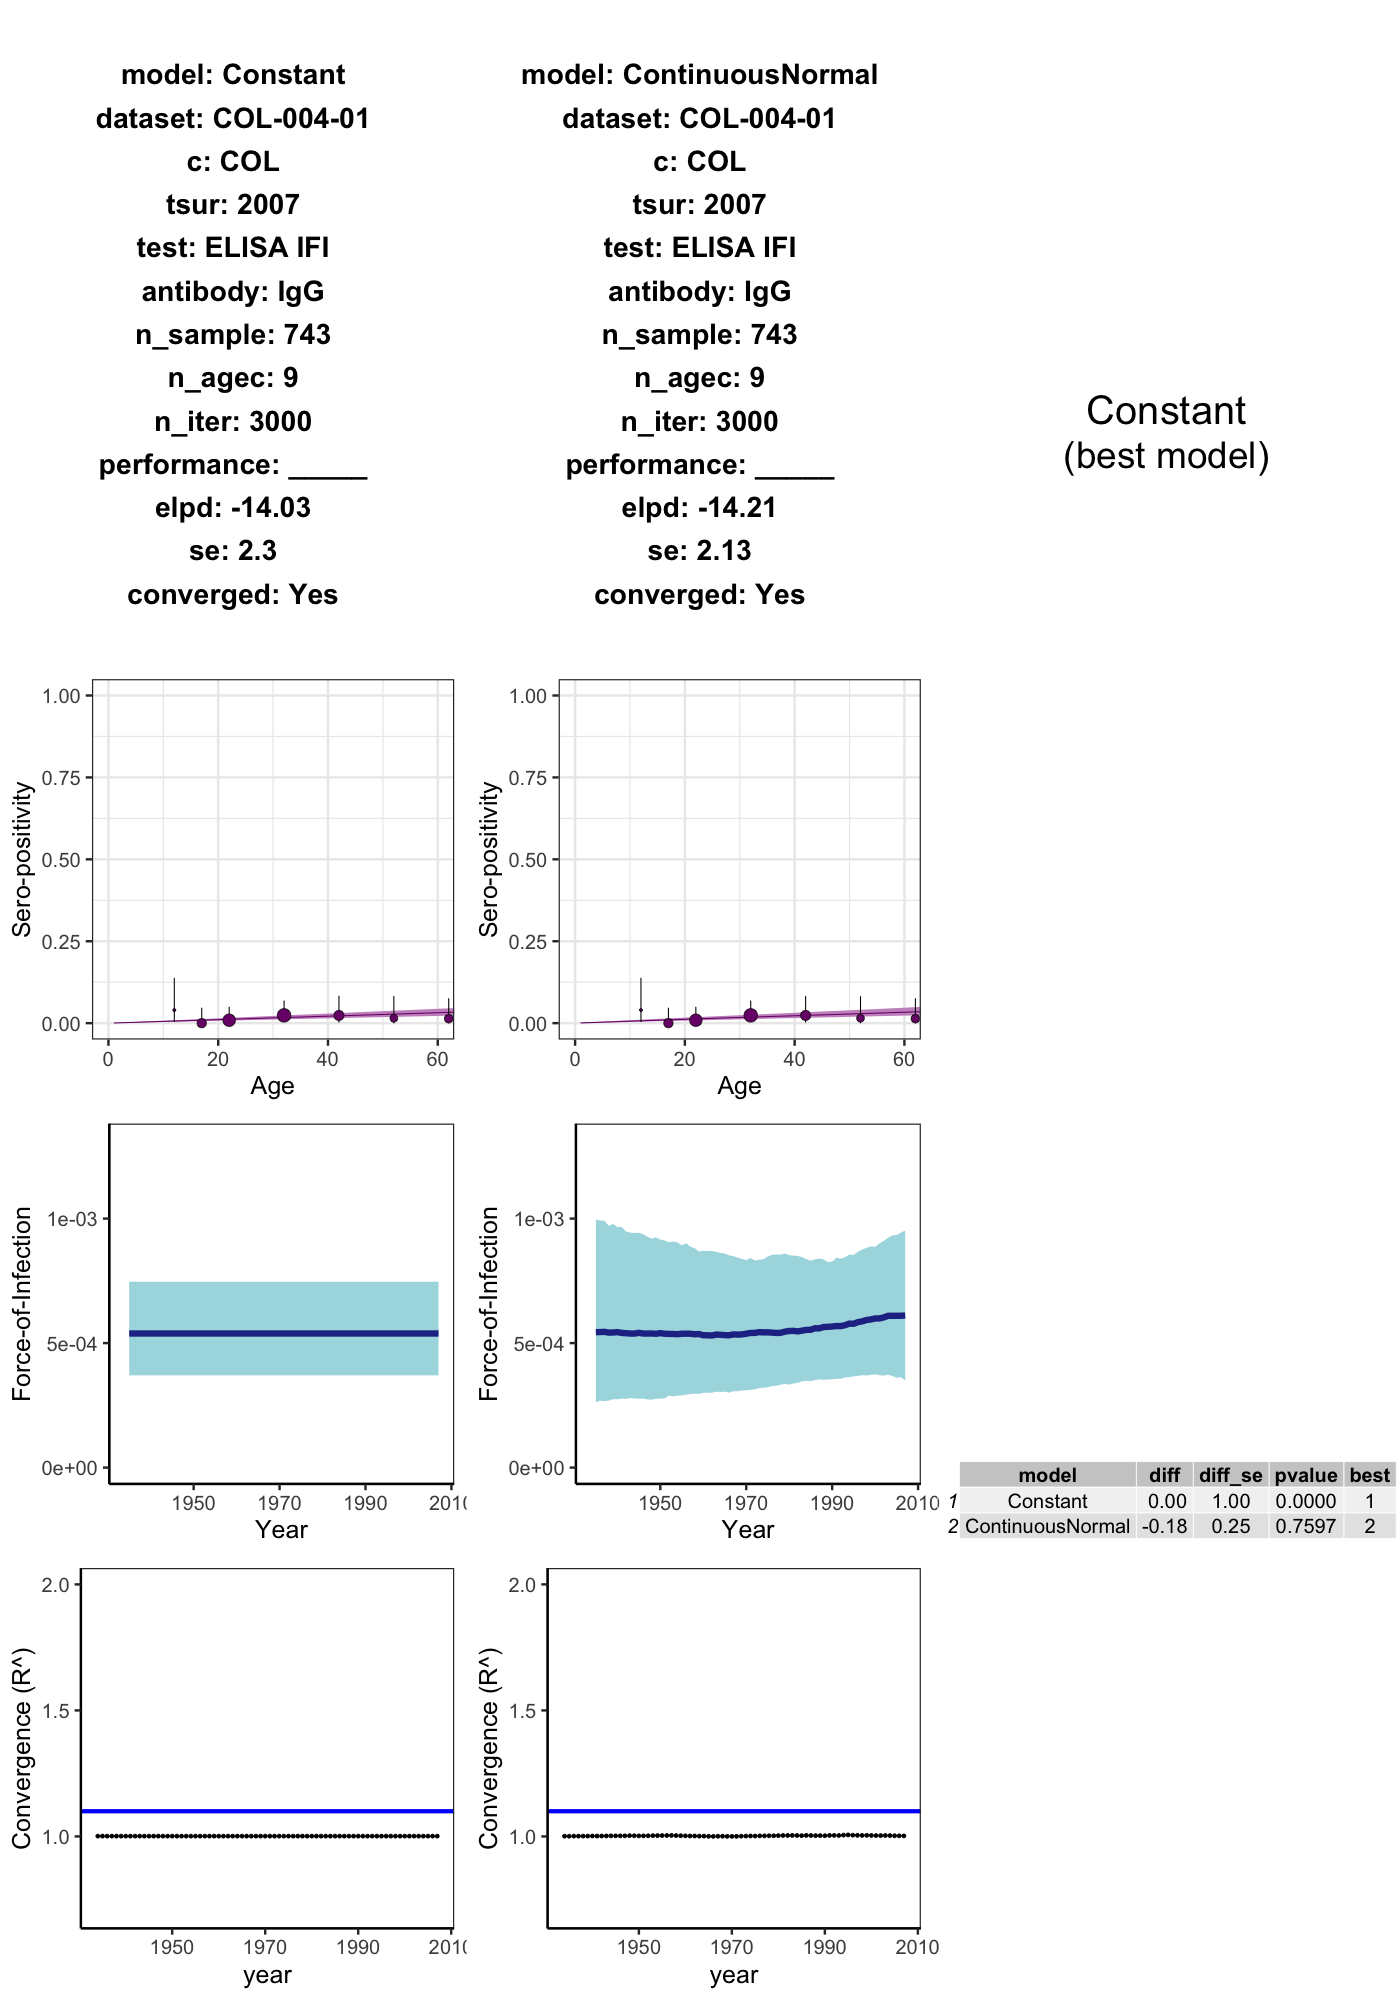 model: Constant
dataset: COL-004-01
c: COL
tsur: 2007
test: ELISA IFI
antibody: IgG
n_sample: 743
n_agec: 9
n_iter: 3000
performance: _____
elpd: -14.03
se: 2.3
converged: Yes
model: ContinuousNormal
dataset: COL-004-01
c: COL
tsur: 2007
test: ELISA IFI
antibody: IgG
n_sample: 743
n_agec: 9
n_iter: 3000
performance: _____
elpd: -14.21
se: 2.13
converged: Yes
Constant
(best model)
Sero-positivity
1.00
0.75
0.50
0.25
0.00
0 20 40 60
Age
Sero-positivity
1.00
0.75
0.50
0.25
0.00
0 20 40 60
Age
Force-of-Infection
1e-03
5e-04
0e+00
1950 1970 1990 201
Year
Force-of-Infection
1e-03
5e-04
0e+00
1950 1970 1990 2010
Year
model diff diff_se pvalue best
1 Constant 0.00 1.00 0.0000 1
2 ContinuousNormal -0.18 0.25 0.7597 2
Convergence (R^)
2.0
1.5
1.0
1950 1970 1990 201
year
Convergence (R^)
2.0
1.5
1.0
1950 1970 1990 2010
year